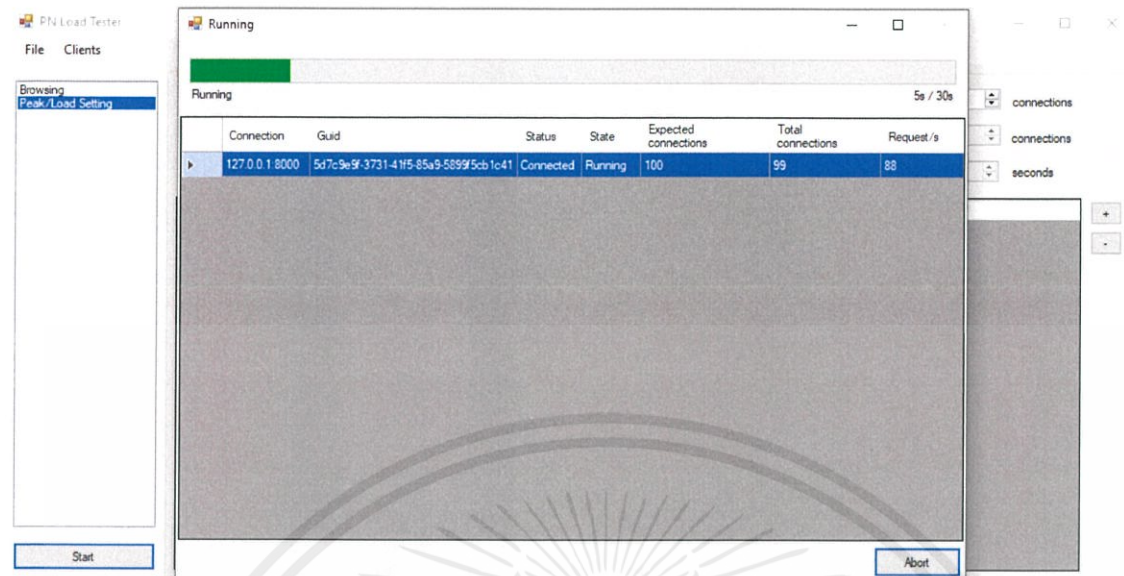 PN Load Tester
File Clients
Browsing
Peak/Load Setting
Start
Running
Running 5s / 30s
Connection Guid Status State Expected connections Total connections Request/s
127.0.0.1:8000 5d7c9e9f-3731-41f5-85a9-5899f5cb1c41 Connected Running 100 99 88
Abort
connections
connections
seconds
+
-